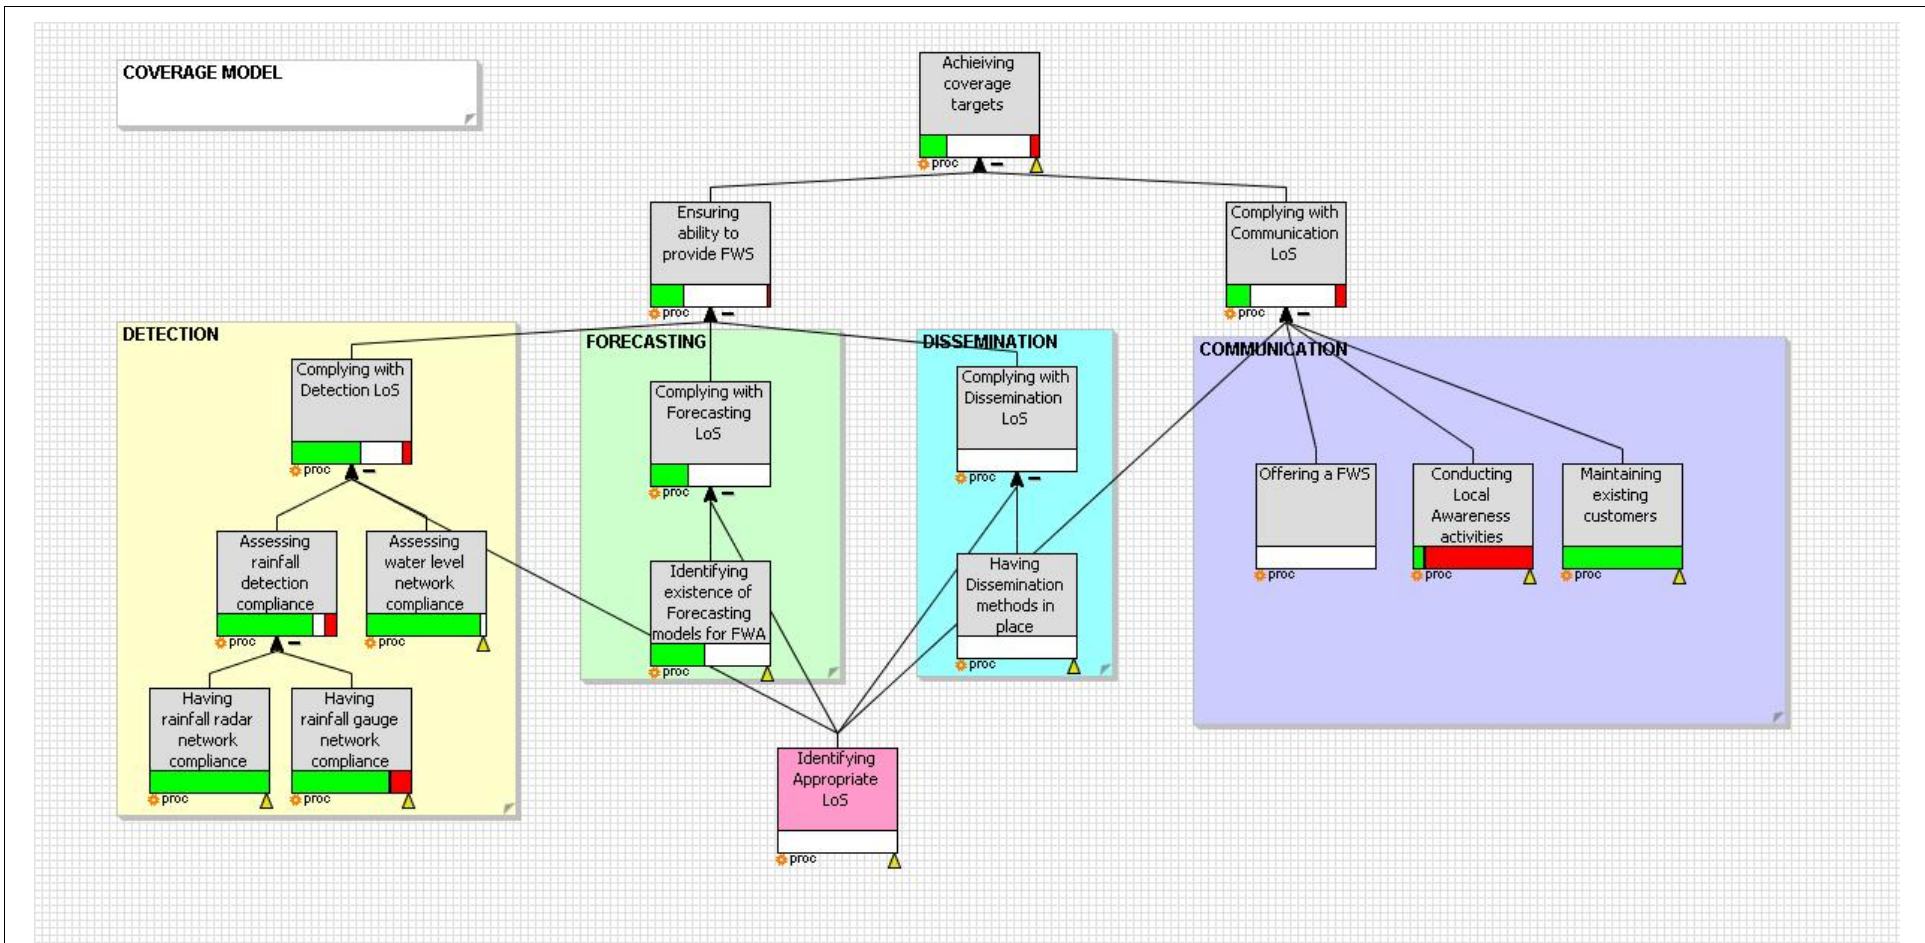 COVERAGE MODEL
Achieiving
coverage
targets
proc
Ensuring
ability to
provide FWS
proc
Complying with
Communication
LoS
proc
DETECTION
Complying with
Detection LoS
proc
Assessing
rainfall
detection
compliance
proc
Assessing
water level
network
compliance
Having
rainfall radar
network
compliance
proc
Having
rainfall gauge
network
compliance
proc
FORECASTING
Complying with
Forecasting
LoS
proc
Identifying
existence of
Forecasting
models for FWA
proc
DISSEMINATION
Complying with
Dissemination
LoS
proc
Having
Dissemination
methods in
place
proc
COMMUNICATION
Offering a FWS
proc
Conducting
Local
Awareness
activities
proc
Maintaining
existing
customers
proc
Identifying
Appropriate
LoS
proc